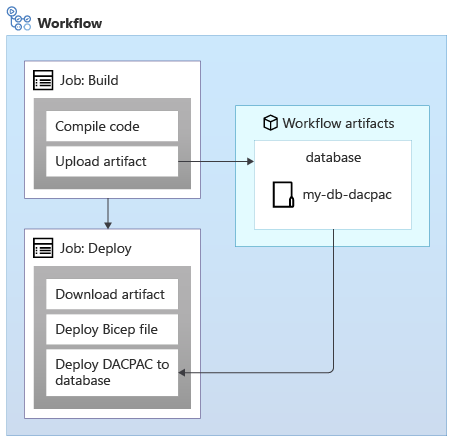 Workflow
Job: Build
Compile code
Upload artifact
Workflow artifacts
database
my-db-dacpac
Job: Deploy
Download artifact
Deploy Bicep file
Deploy DACPAC to
database